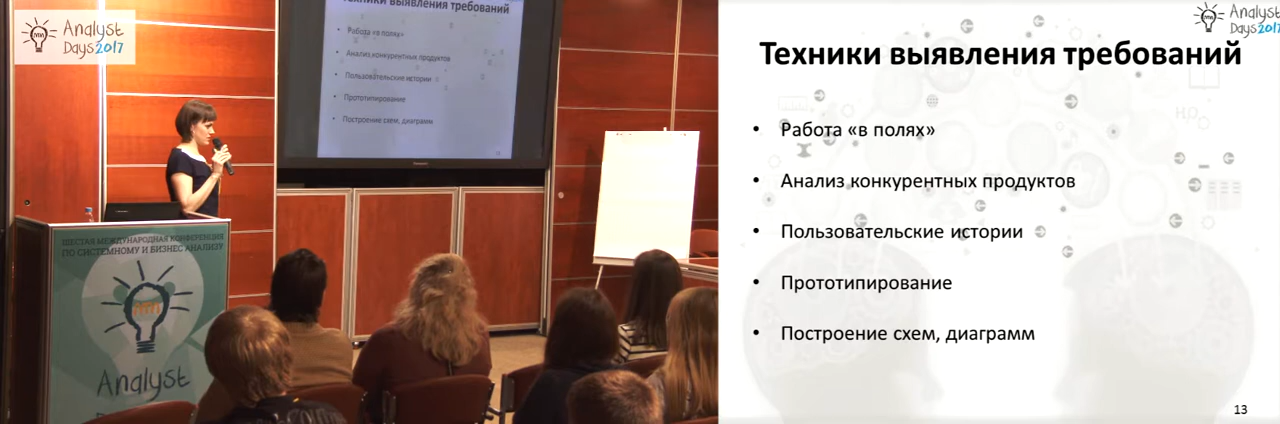 Analyst
Days 2017
Техники выявления требований
• Работа «в полях»
• Анализ конкурентных продуктов
• Пользовательские истории
• Прототипирование
• Построение схем, диаграмм
ШЕСТАЯ МЕЖДУНАРОДНАЯ КОНФЕРЕНЦИЯ
ПО СИСТЕМНОМУ И БИЗНЕС АНАЛИЗУ
Analyst
Analyst
Days 2017
Техники выявления требований
• Работа «в полях»
• Анализ конкурентных продуктов
• Пользовательские истории
• Прототипирование
• Построение схем, диаграмм
13